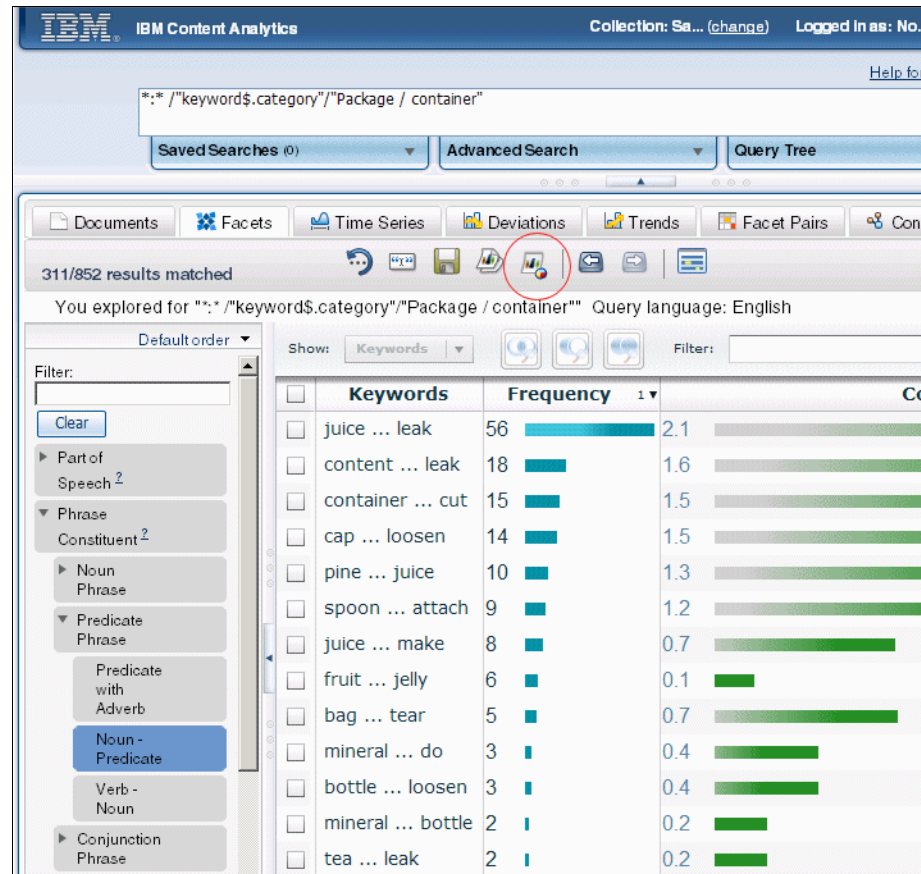 IBM IBM Content Analytics Collection: Sa... (change) Logged in as: No.
Help fo
*:* /"keyword$.category"/"Package / container"
Saved Searches (0) Advanced Search Query Tree
Documents Facets Time Series Deviations Trends Facet Pairs Con
311/852 results matched
You explored for "*:* /"keyword$.category"/"Package / container"" Query language: English
Default order
Show: Keywords Filter:
Filter:
Clear
Part of
Speech ?
Phrase
Constituent ?
Noun
Phrase
Predicate
Phrase
Predicate
with
Adverb
Noun -
Predicate
Verb -
Noun
Conjunction
Phrase
Keywords Frequency 1 Co
juice ... leak 56 2.1
content ... leak 18 1.6
container ... cut 15 1.5
cap ... loosen 14 1.5
pine ... juice 10 1.3
spoon ... attach 9 1.2
juice ... make 8 0.7
fruit ... jelly 6 0.1
bag ... tear 5 0.7
mineral ... do 3 0.4
bottle ... loosen 3 0.4
mineral ... bottle 2 0.2
tea ... leak 2 0.2